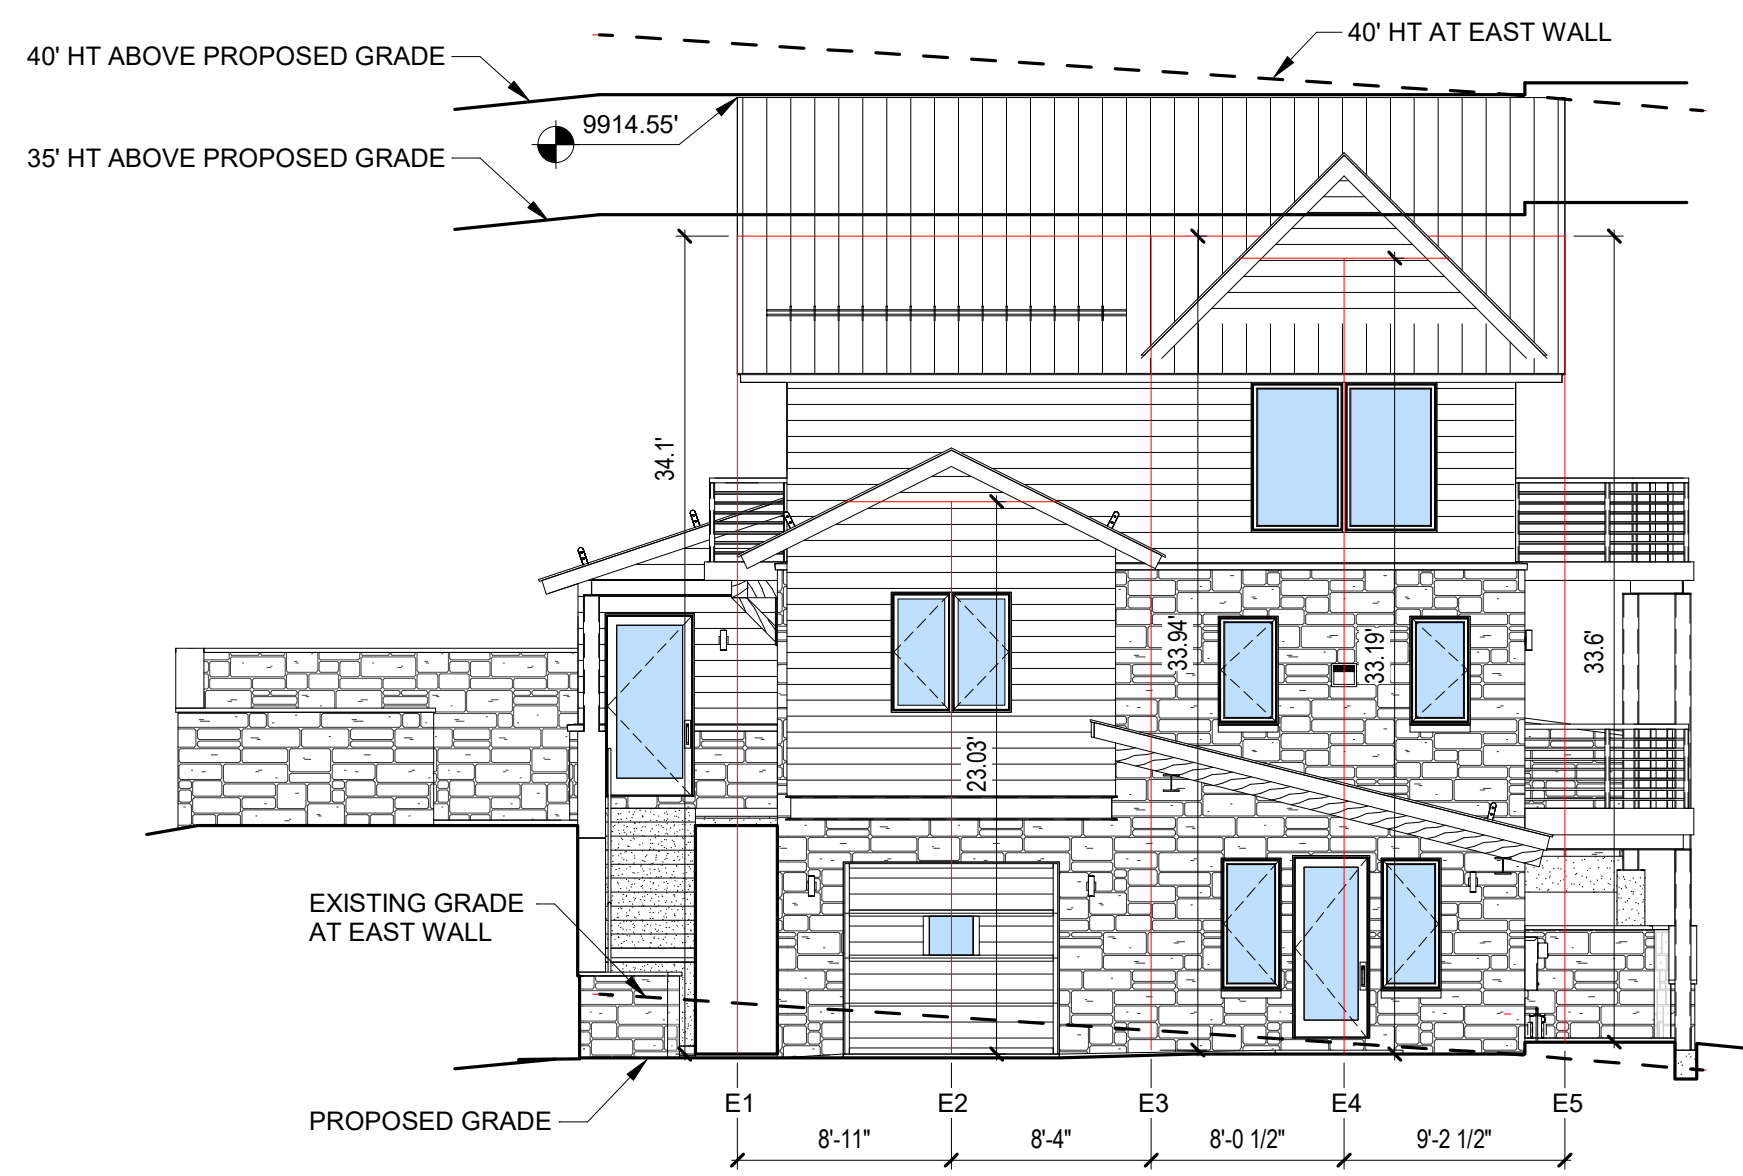 40' HT AT EAST WALL
40' HT ABOVE PROPOSED GRADE
9914.55'
35' HT ABOVE PROPOSED GRADE
34.1'
33.94'
33.19'
33.6'
23.03'
EXISTING GRADE
AT EAST WALL
PROPOSED GRADE
E1
E2
E3
E4
E5
8'-11"
8'-4"
8'-0 1/2"
9'-2 1/2"